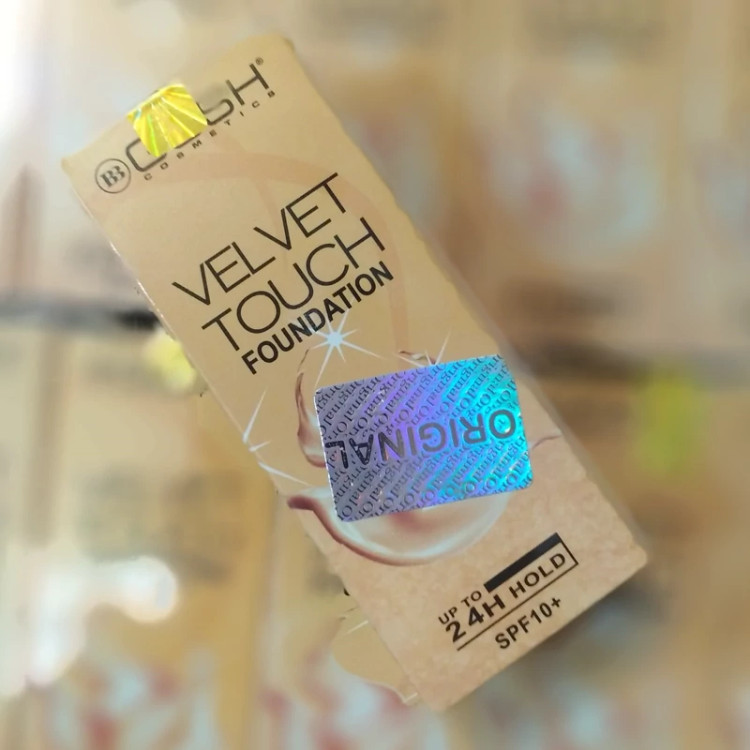 COSMETICS
VELVET
TOUCH
FOUNDATION
ORIGINAL
UP TO
24H HOLD
SPF10+